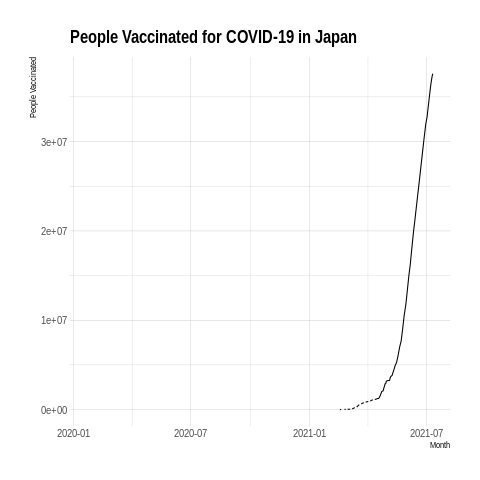 People Vaccinated for COVID-19 in Japan
People Vaccinated
3e+07
2e+07
1e+07
0e+00
2020-01 2020-07 2021-01 2021-07
Month